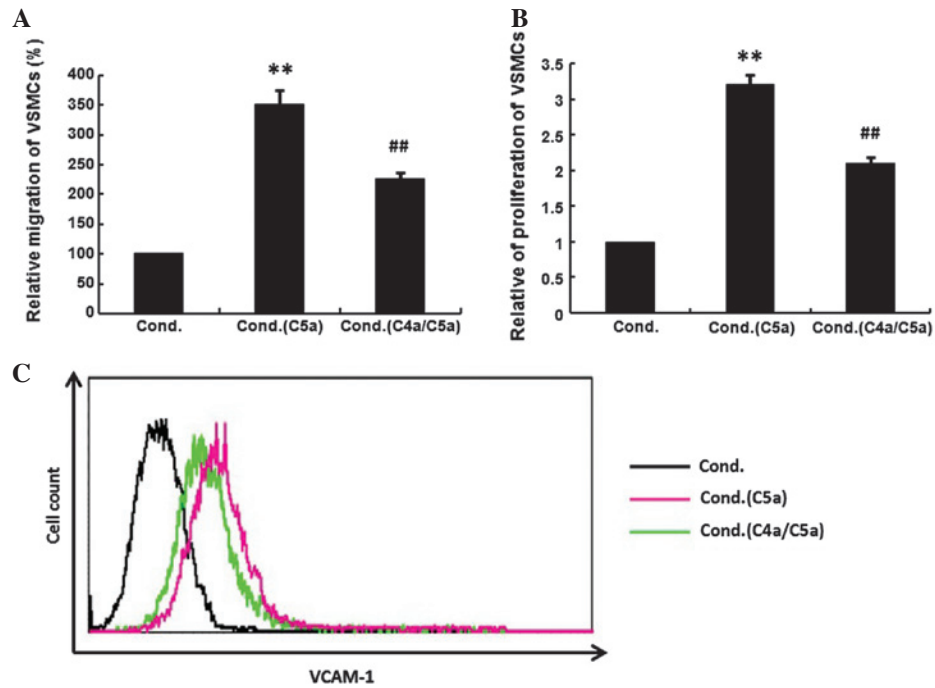 A
Relative migration of VSMCs (%)
400
350
300
250
200
150
100
50
0
**
##
Cond.
Cond.(C5a)
Cond.(C4a/C5a)
B
Relative of proliferation of VSMCs
3.5
3
2.5
2
1.5
1
0.5
0
**
##
Cond.
Cond.(C5a)
Cond.(C4a/C5a)
C
Cell count
VCAM-1
Cond.
Cond.(C5a)
Cond.(C4a/C5a)